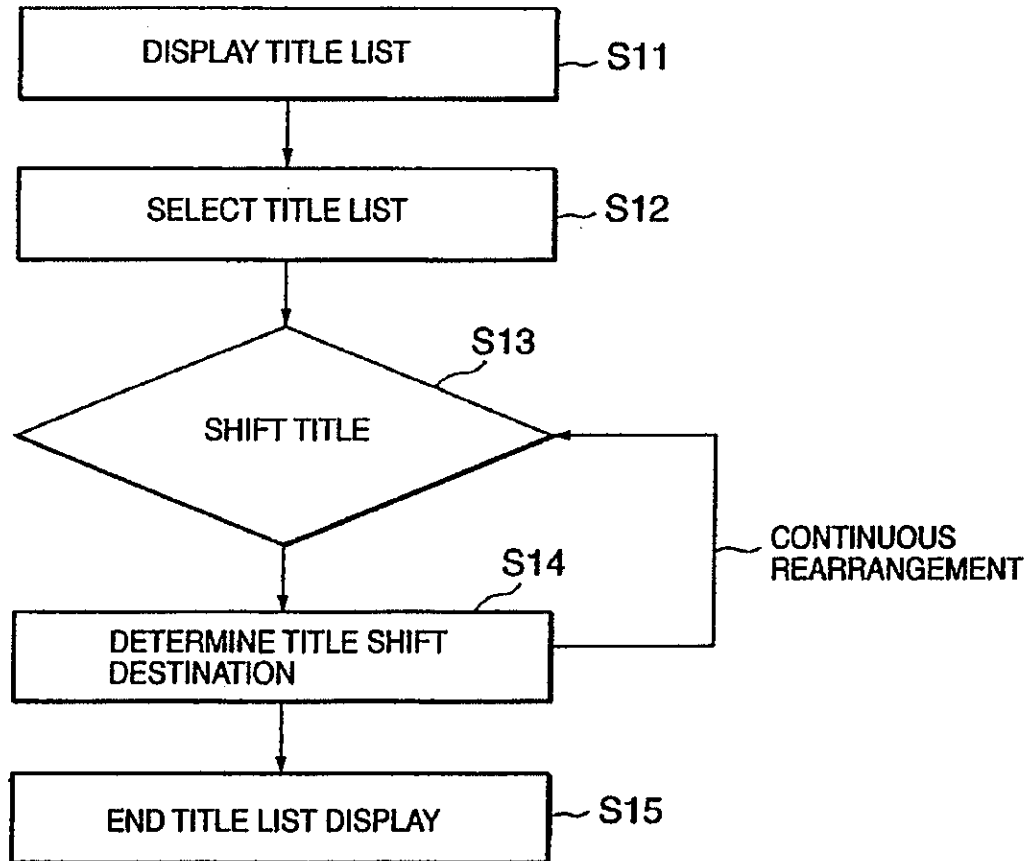 DISPLAY TITLE LIST
S11
SELECT TITLE LIST
S12
S13
SHIFT TITLE
CONTINUOUS
REARRANGEMENT
S14
DETERMINE TITLE SHIFT
DESTINATION
END TITLE LIST DISPLAY
S15